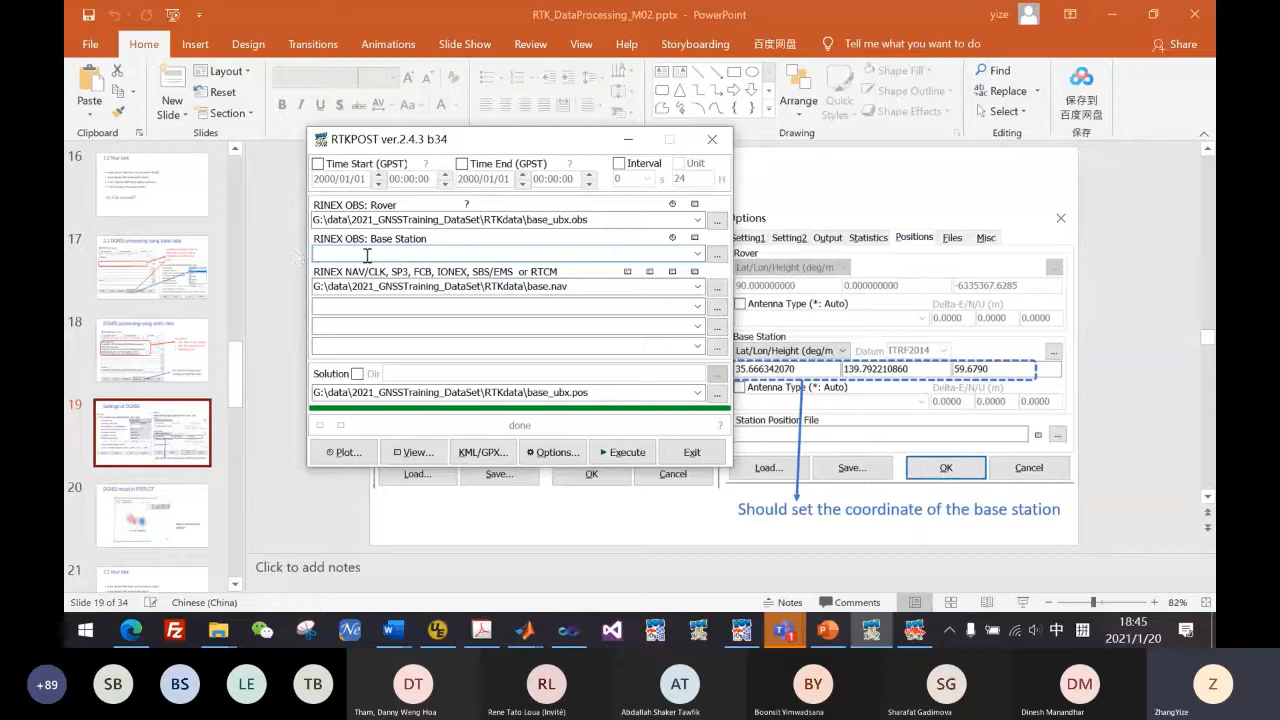 RTK_DataProcessing_M02.pptx - PowerPoint
yize
File Home Insert Design Transitions Animations Slide Show Review View Help Storyboarding 百度网盘 Tell me what you want to do Share
Paste
New Slide
Layout
Reset
Section
Arrange
Quick Styles
Shape Fill
Shape Outline
Shape Effects
Find
Replace
Select
保存到百度网盘
Clipboard Slides Drawing Editing 保存
16
17
18
19
20
21
RTKPOST ver.2.4.3 b34
Time Start (GPST) ? Time End (GPST) ? Interval Unit
2000/01/01 00:00:00 2000/01/01 00:00:00 0 s 24 H
RINEX OBS: Rover ?
G:\data\2021_GNSSTraining_DataSet\RTKdata\base_ubx.obs
...
RINEX OBS: Base Station
...
RINEX NAV/CLK, SP3, FCB, IONEX, SBS/EMS or RTCM
G:\data\2021_GNSSTraining_DataSet\RTKdata\base.nav
...
...
...
...
Solution Dir
...
G:\data\2021_GNSSTraining_DataSet\RTKdata\base_ubx.pos
...
done ?
Plot... View... KML/GPX... Options... Execute Exit
Load... Save... OK Cancel
Options
Setting1 Setting2 Output Statistics Positions Files Misc
Rover
Lat/Lon/Height (deg/m
90.000000000 0.000000000 -6335367.6285
Antenna Type (*: Auto) Delta-E/N/U (m)
0.0000 0.0000 0.0000
Base Station
Lat/Lon/Height (deg/m Datum ITRF2014
...
35.666342070 139.792210860 59.6790
Antenna Type (*: Auto) Delta-E/N/U (m)
0.0000 0.0000 0.0000
Station Position File
...
Load... Save... OK Cancel
Should set the coordinate of the base station
Click to add notes
Slide 19 of 34 Chinese (China) Notes Comments 82%
中 拼
18:45
2021/1/20
+89 SB BS LE TB DT RL AT BY SG DM Z
Tham, Danny Weng Hoa Rene Tato Loua (Invité) Abdallah Shaker Tawfik Boonsit Yimwadsana Sharafat Gadimova Dinesh Manandhar ZhangYize